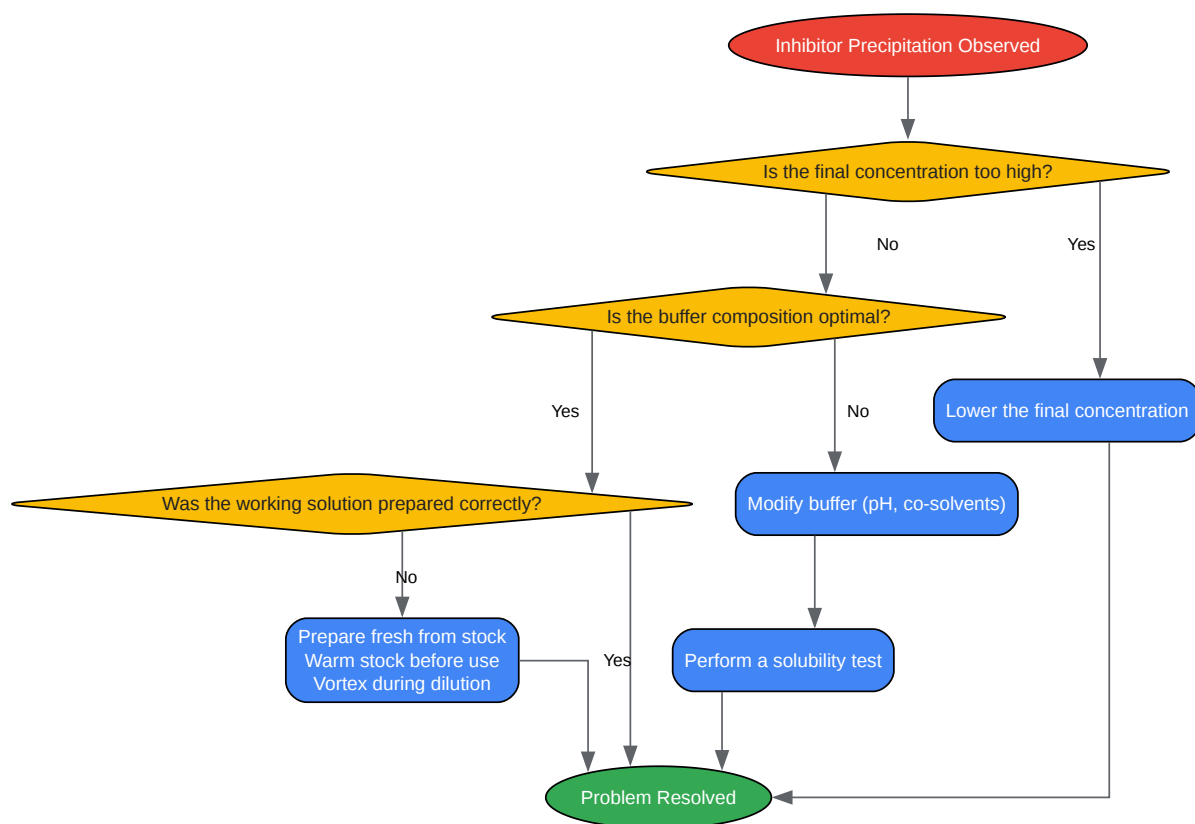 Inhibitor Precipitation Observed
Is the final concentration too high?
No
Yes
Is the buffer composition optimal?
Yes
No
Lower the final concentration
Was the working solution prepared correctly?
Modify buffer (pH, co-solvents)
No
Prepare fresh from stock
Warm stock before use
Vortex during dilution
Yes
Perform a solubility test
Problem Resolved